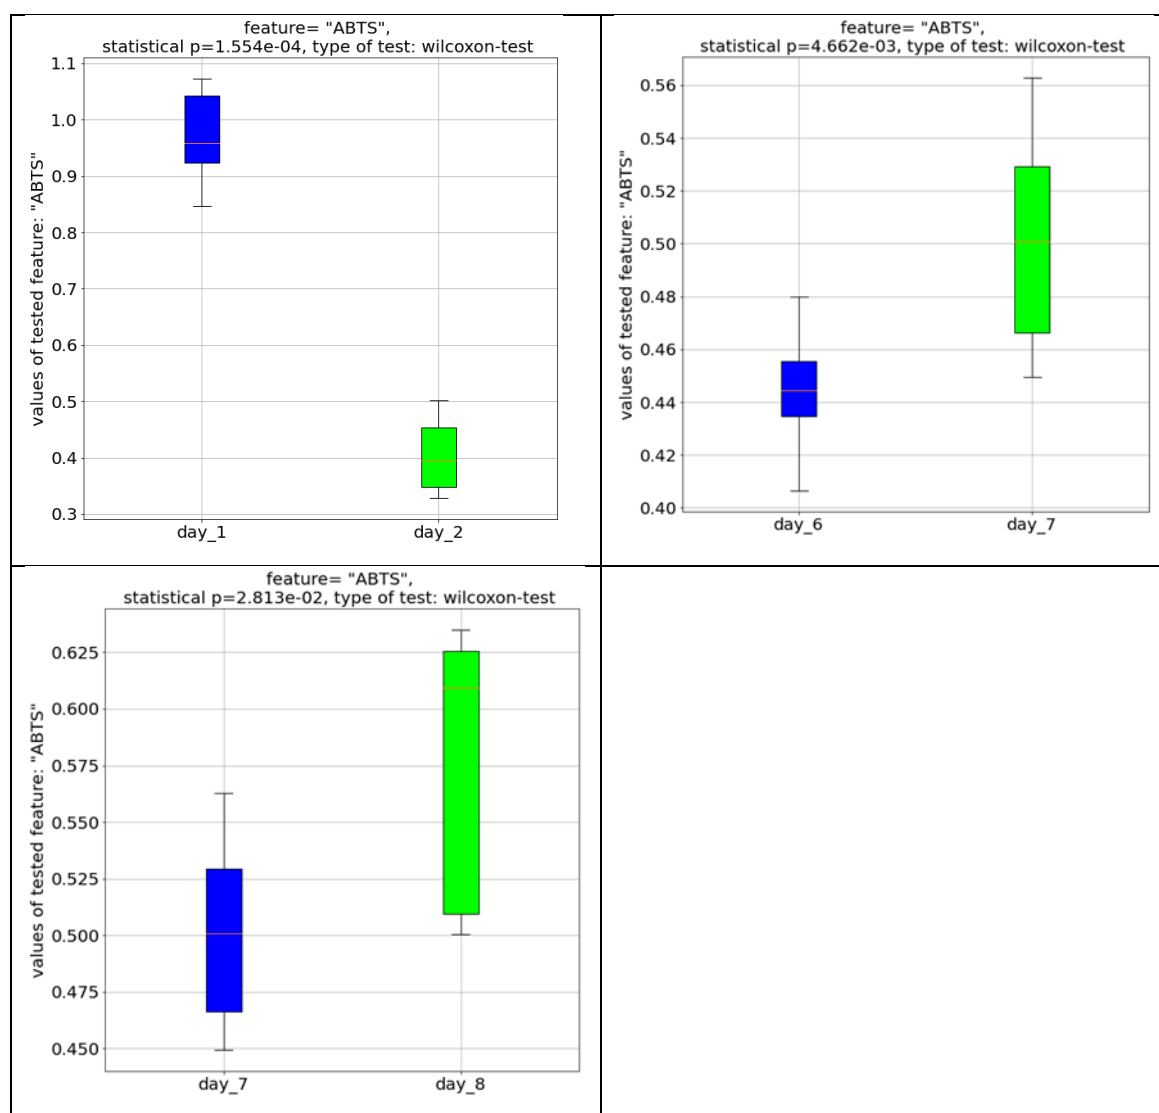 feature= "ABTS",
statistical p=1.554e-04, type of test: wilcoxon-test
values of tested feature: "ABTS"
1.1
1.0
0.9
0.8
0.7
0.6
0.5
0.4
0.3
day_1 day_2
feature= "ABTS",
statistical p=4.662e-03, type of test: wilcoxon-test
values of tested feature: "ABTS"
0.56
0.54
0.52
0.50
0.48
0.46
0.44
0.42
0.40
day_6 day_7
feature= "ABTS",
statistical p=2.813e-02, type of test: wilcoxon-test
values of tested feature: "ABTS"
0.625
0.600
0.575
0.550
0.525
0.500
0.475
0.450
day_7 day_8